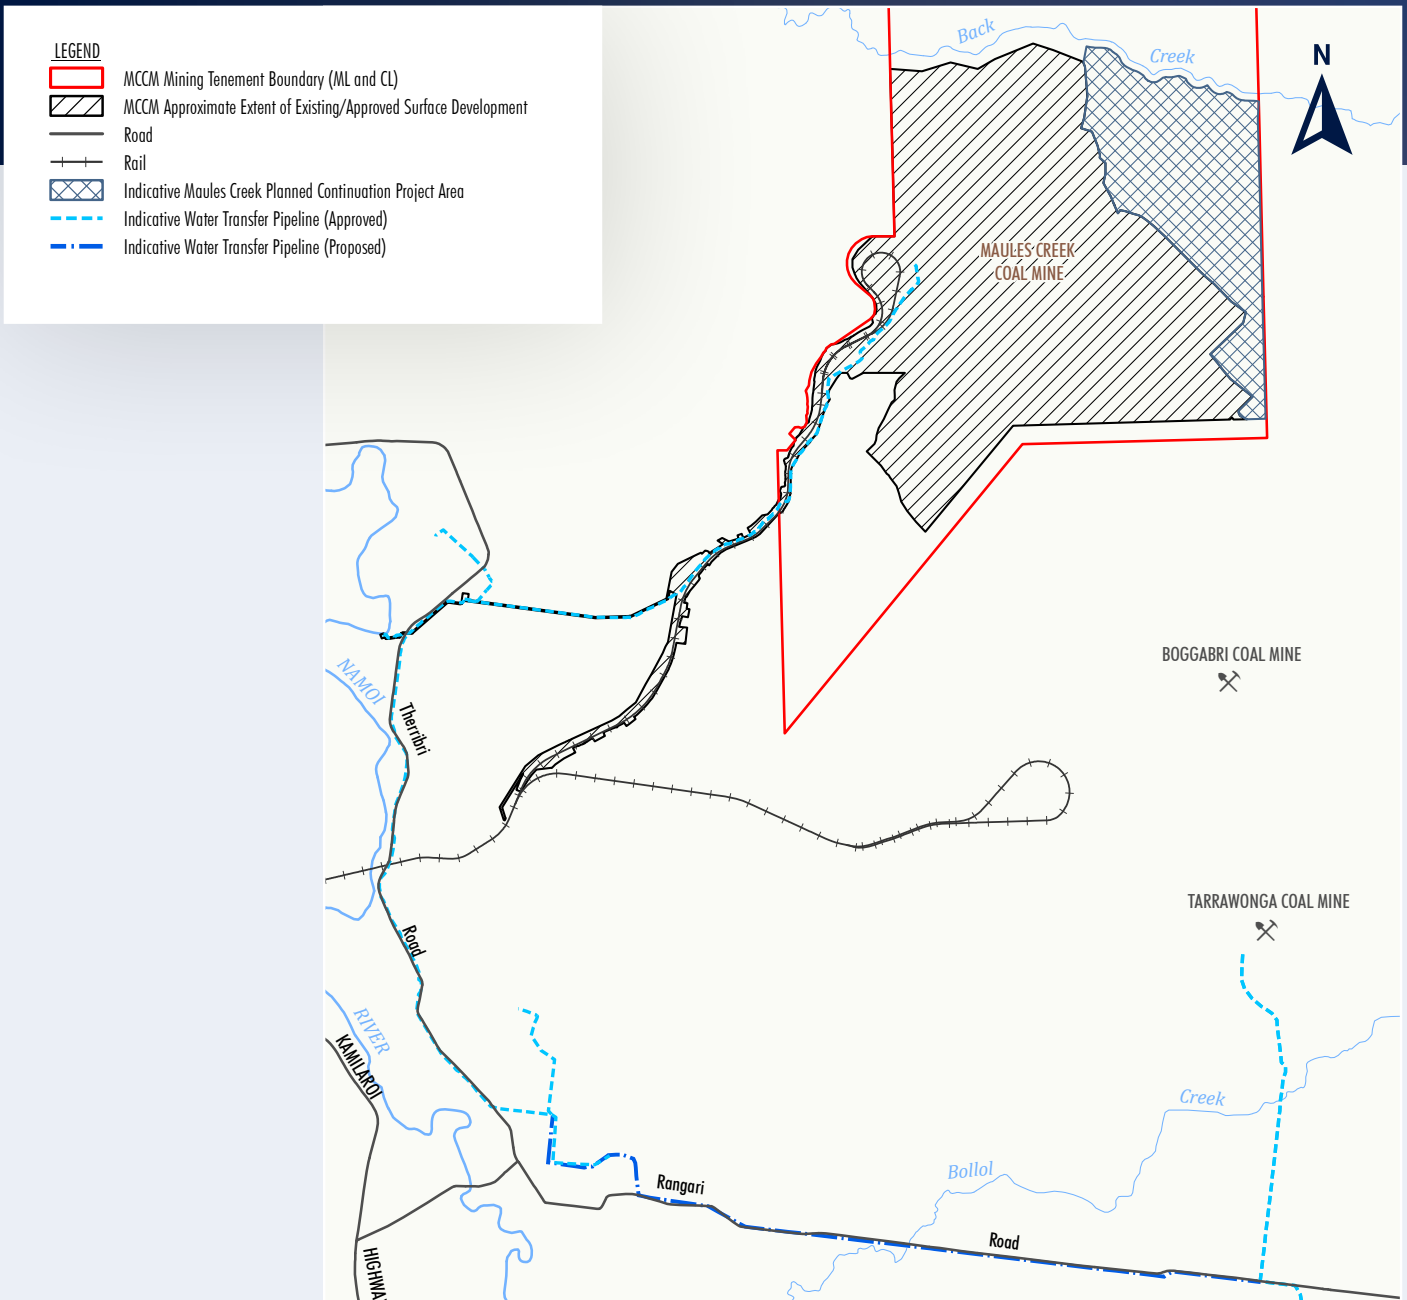 LEGEND
MCCM Mining Tenement Boundary (ML and CL)
MCCM Approximate Extent of Existing/Approved Surface Development
Road
Rail
Indicative Maules Creek Planned Continuation Project Area
Indicative Water Transfer Pipeline (Approved)
Indicative Water Transfer Pipeline (Proposed)
Back
Creek
N
MAULES CREEK
COAL MINE
BOGGABRI COAL MINE
NAMOI
Therribri
TARRAWONGA COAL MINE
Road
RIVER
KAMILAROI
Creek
Bollol
Rangari
Road
HIGHWA